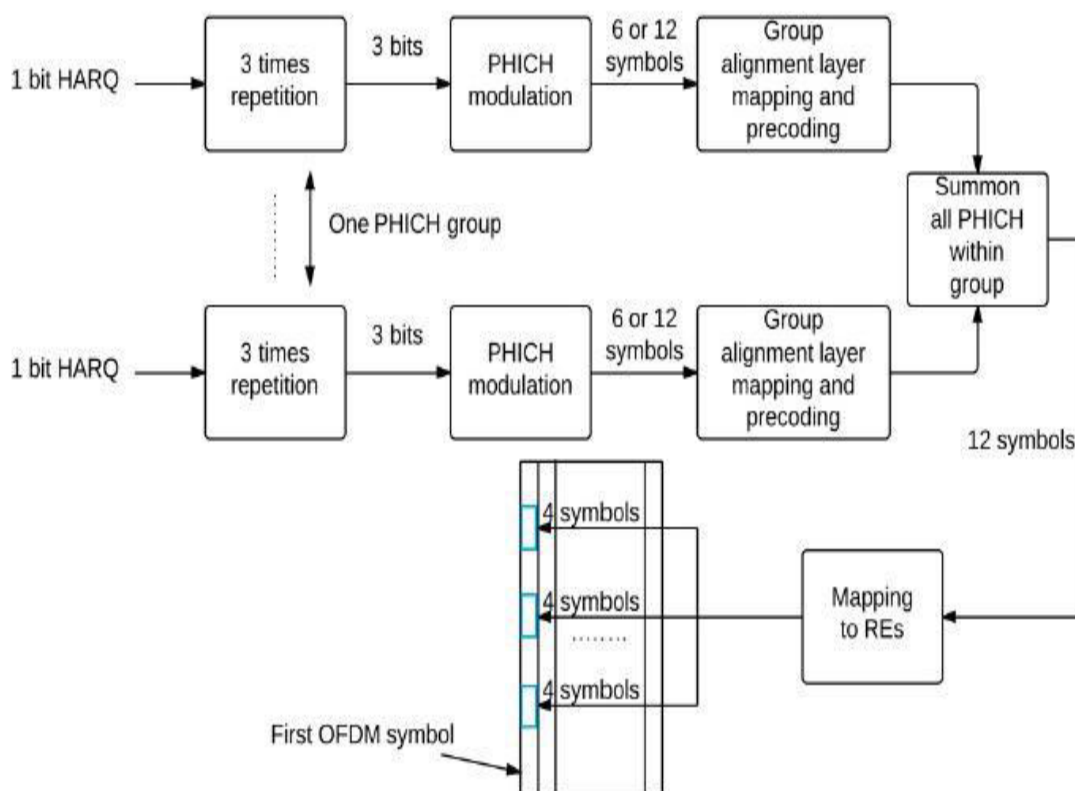 1 bit HARQ
3 times
repetition
3 bits
PHICH
modulation
6 or 12
symbols
Group
alignment layer
mapping and
precoding
One PHICH group
Summon
all PHICH
within
group
1 bit HARQ
3 times
repetition
3 bits
PHICH
modulation
6 or 12
symbols
Group
alignment layer
mapping and
precoding
12 symbols
4 symbols
4 symbols
4 symbols
Mapping
to REs
First OFDM symbol